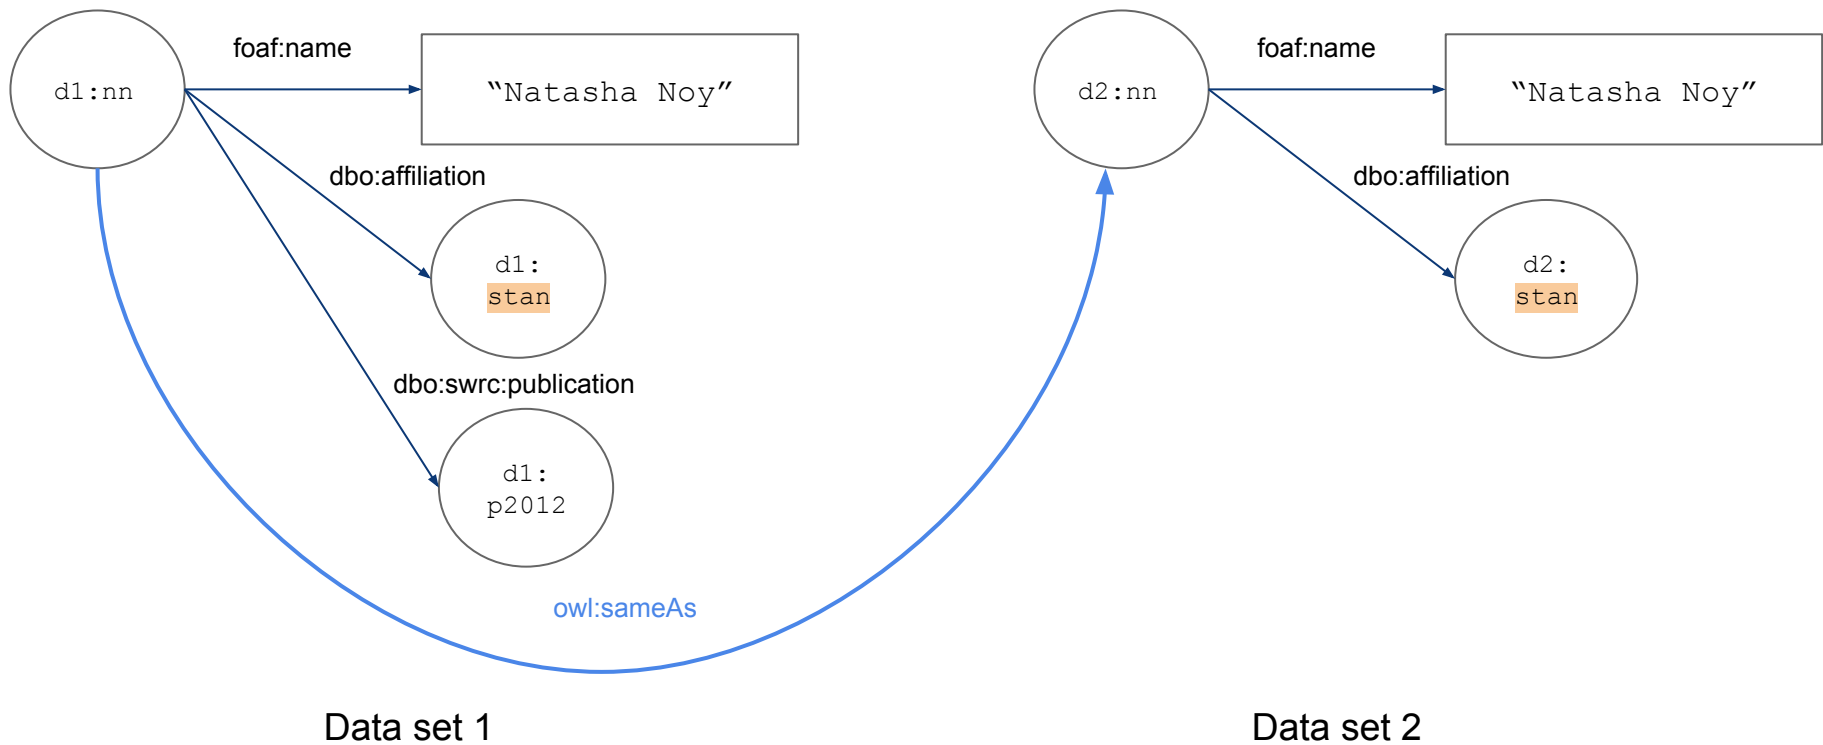 foaf:name
d1:nn
“Natasha Noy”
dbo:affiliation
d1:
stan
dbo:swrc:publication
d1:
p2012
owl:sameAs
Data set 1
foaf:name
d2:nn
“Natasha Noy”
dbo:affiliation
d2:
stan
Data set 2